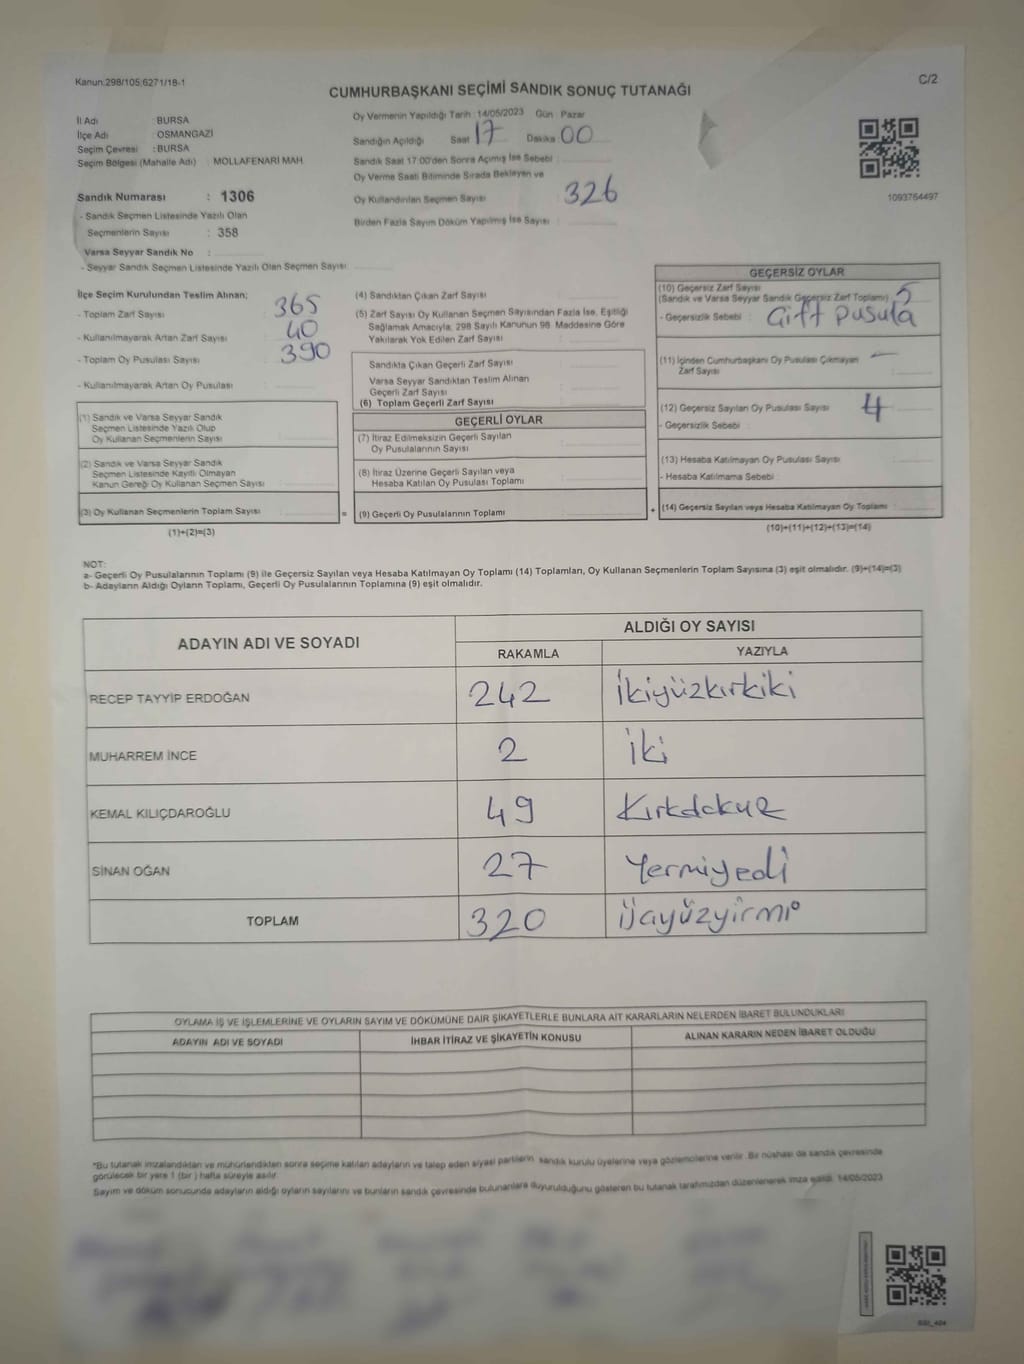 Kanun:298/105;6271/18-1
C/2
CUMHURBAŞKANI SEÇİMİ SANDIK SONUÇ TUTANAĞI
İl Adı : BURSA
İlçe Adı : OSMANGAZİ
Seçim Çevresi : BURSA
Seçim Bölgesi (Mahalle Adı) : MOLLAFENARI MAH.
Sandık Numarası : 1306
- Sandık Seçmen Listesinde Yazılı Olan
Seçmenlerin Sayısı : 358
Varsa Seyyar Sandık No :
- Seyyar Sandık Seçmen Listesinde Yazılı Olan Seçmen Sayısı:
Oy Vermenin Yapıldığı Tarih :14/05/2023 Gün : Pazar
Sandığın Açıldığı Saat 17 Dakika 00
Sandık Saat 17:00'den Sonra Açımış İse Sebebi :
Oy Verme Saati Bitiminde Sırada Bekleyen ve
Oy Kullandırılan Seçmen Sayısı : 326
Birden Fazla Sayım Döküm Yapılmış İse Sayısı :
1093764497
İlçe Seçim Kurulundan Teslim Alınan;
- Toplam Zarf Sayısı 365
- Kullanılmayarak Artan Zarf Sayısı : 40
- Toplam Oy Pusulası Sayısı 390
- Kullanılmayarak Artan Oy Pusulası :
(1) Sandık ve Varsa Seyyar Sandık
Seçmen Listesinde Yazılı Olup
Oy Kullanan Seçmenlerin Sayısı
(2) Sandık ve Varsa Seyyar Sandık
Seçmen Listesinde Kayıtlı Olmayan
Kanun Gereği Oy Kullanan Seçmen Sayısı
(3) Oy Kullanan Seçmenlerin Toplam Sayısı
(1)+(2)=(3)
(4) Sandıktan Çıkan Zarf Sayısı
(5) Zarf Sayısı Oy Kullanan Seçmen Sayısından Fazla İse, Eşitliği
Sağlamak Amacıyla, 298 Sayılı Kanunun 98. Maddesine Göre
Yakılarak Yok Edilen Zarf Sayısı
Sandıkta Çıkan Geçerli Zarf Sayısı
Varsa Seyyar Sandıktan Teslim Alınan
Geçerli Zarf Sayısı
(6) Toplam Geçerli Zarf Sayısı
GEÇERLİ OYLAR
(7) İtiraz Edilmeksizin Geçerli Sayılan
Oy Pusulalarının Sayısı
(8) İtiraz Üzerine Geçerli Sayılan veya
Hesaba Katılan Oy Pusulası Toplamı
= (9) Geçerli Oy Pusulalarının Toplamı
GEÇERSİZ OYLAR
(10) Geçersiz Zarf Sayısı
(Sandık ve Varsa Seyyar Sandık Geçersiz Zarf Toplamı) 5
- Geçersizlik Sebebi : Çift pusula
(11) İçinden Cumhurbaşkanı Oy Pusulası Çıkmayan —
Zarf Sayısı
(12) Geçersiz Sayılan Oy Pusulası Sayısı 4
- Geçersizlik Sebebi :
(13) Hesaba Katılmayan Oy Pusulası Sayısı
- Hesaba Katılmama Sebebi :
+ (14) Geçersiz Sayılan veya Hesaba Katılmayan Oy Toplamı
(10)+(11)+(12)+(13)=(14)
NOT:
a- Geçerli Oy Pusulalarının Toplamı (9) ile Geçersiz Sayılan veya Hesaba Katılmayan Oy Toplamı (14) Toplamları, Oy Kullanan Seçmenlerin Toplam Sayısına (3) eşit olmalıdır. (9)+(14)=(3)
b- Adayların Aldığı Oyların Toplamı, Geçerli Oy Pusulalarının Toplamına (9) eşit olmalıdır.
ADAYIN ADI VE SOYADI
ALDIĞI OY SAYISI
RAKAMLA YAZIYLA
RECEP TAYYİP ERDOĞAN 242 İkiyüzkırkiki
MUHARREM İNCE 2 İki
KEMAL KILIÇDAROĞLU 49 Kırkdokuz
SİNAN OĞAN 27 Yermiyedi
TOPLAM 320 Üçyüzyirmi
OYLAMA İŞ VE İŞLEMLERİNE VE OYLARIN SAYIM VE DÖKÜMÜNE DAİR ŞİKAYETLERLE BUNLARA AİT KARARLARIN NELERDEN İBARET BULUNDUKLARI
ADAYIN ADI VE SOYADI İHBAR İTİRAZ VE ŞİKAYETİN KONUSU ALINAN KARARIN NEDEN İBARET OLDUĞU
*Bu tutanak imzalandıktan ve mühürlendikten sonra seçime katılan adayların ve talep eden siyasi partilerin sandık kurulu üyelerine veya gözlemcilerine verilir. Bir nüshası da sandık çevresinde
görülecek bir yere 1 (bir) hafta süreyle asılır.
Sayım ve döküm sonucunda adayların aldığı oyların sayılarını ve bunların sandık çevresinde bulunanlara duyurulduğunu gösteren bu tutanak tarafımızdan düzenlenerek imza edildi. 14/05/2023